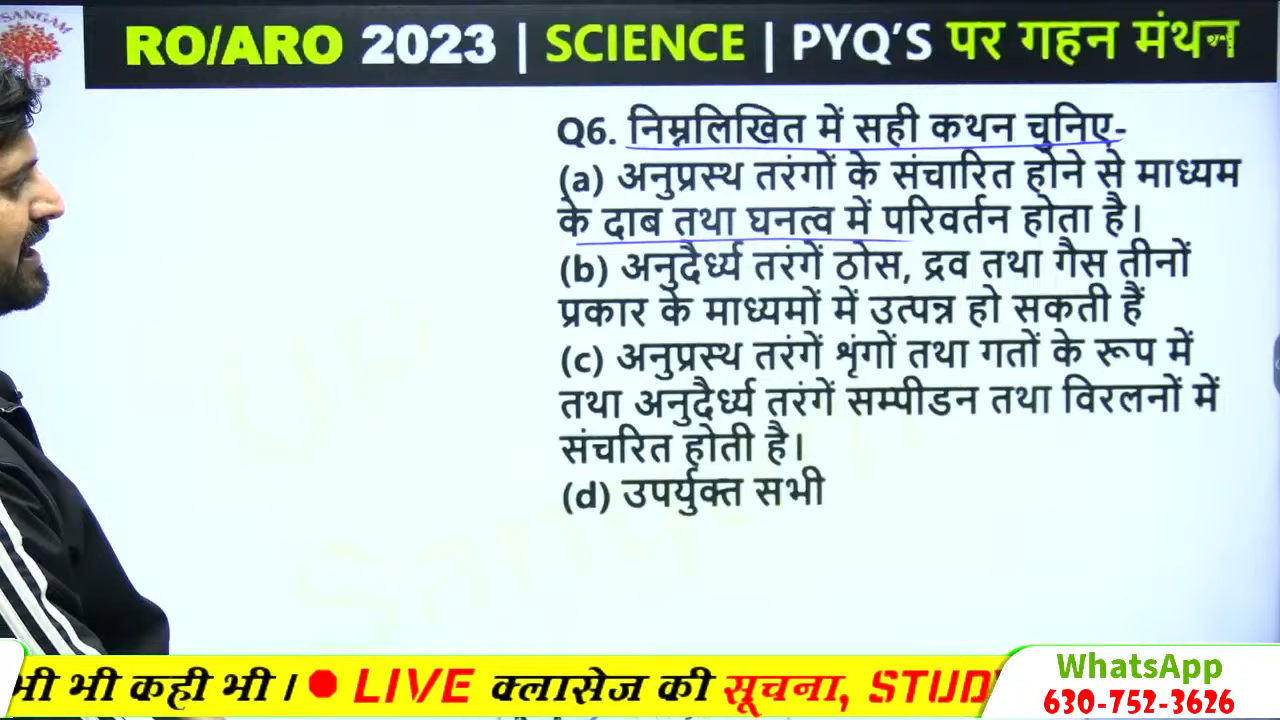 SANGAM
RO/ARO 2023 | SCIENCE | PYQ'S पर गहन मंथन
Q6. निम्नलिखित में सही कथन चुनिए-
(a) अनुप्रस्थ तरंगों के संचारित होने से माध्यम
के दाब तथा घनत्व में परिवर्तन होता है।
(b) अनुदैर्ध्य तरंगें ठोस, द्रव तथा गैस तीनों
प्रकार के माध्यमों में उत्पन्न हो सकती हैं
(c) अनुप्रस्थ तरंगें शृंगों तथा गतों के रूप में
तथा अनुदैर्ध्य तरंगें सम्पीडन तथा विरलनों में
संचरित होती है।
(d) उपर्युक्त सभी
भी भी कही भी । LIVE क्लासेज की सूचना, STUD
WhatsApp
630-752-3626